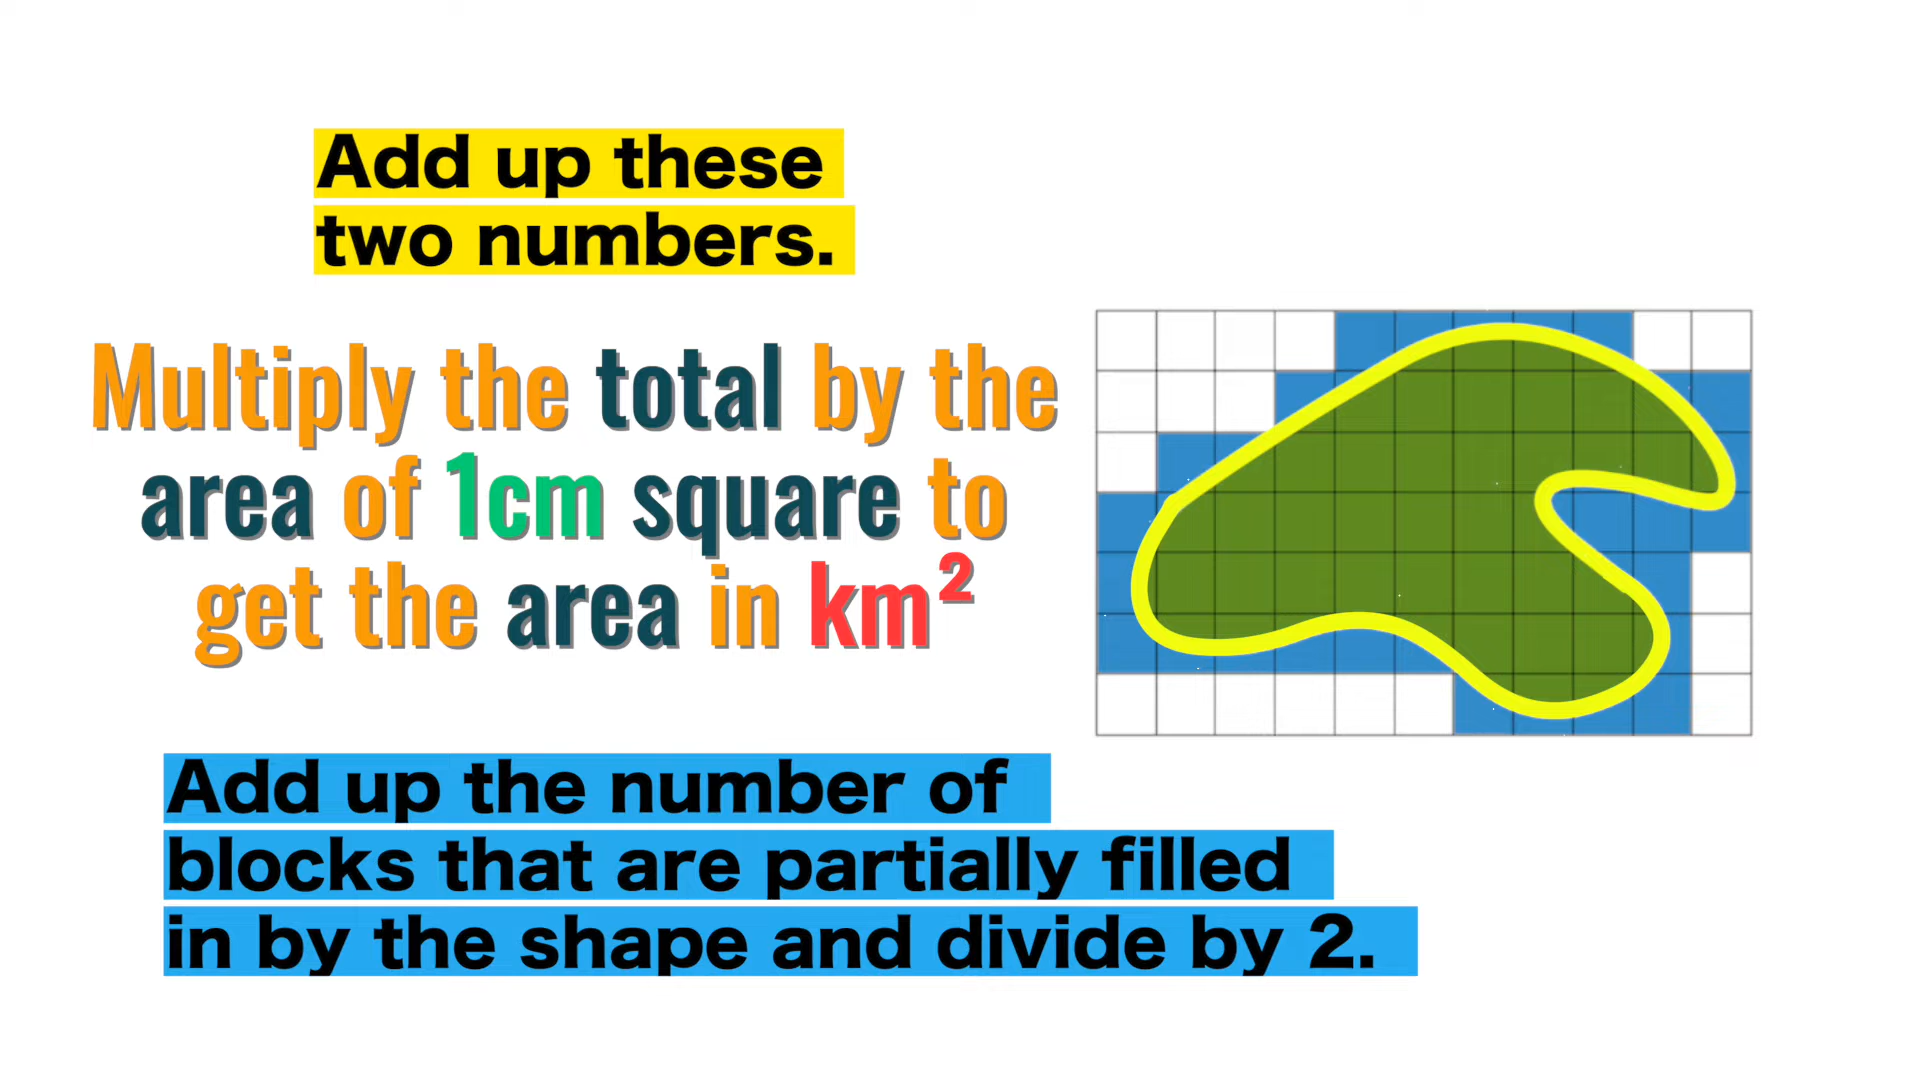 Add up these
two numbers.
Multiply the total by the
area of 1cm square to
get the area in km²
Add up the number of
blocks that are partially filled
in by the shape and divide by 2.